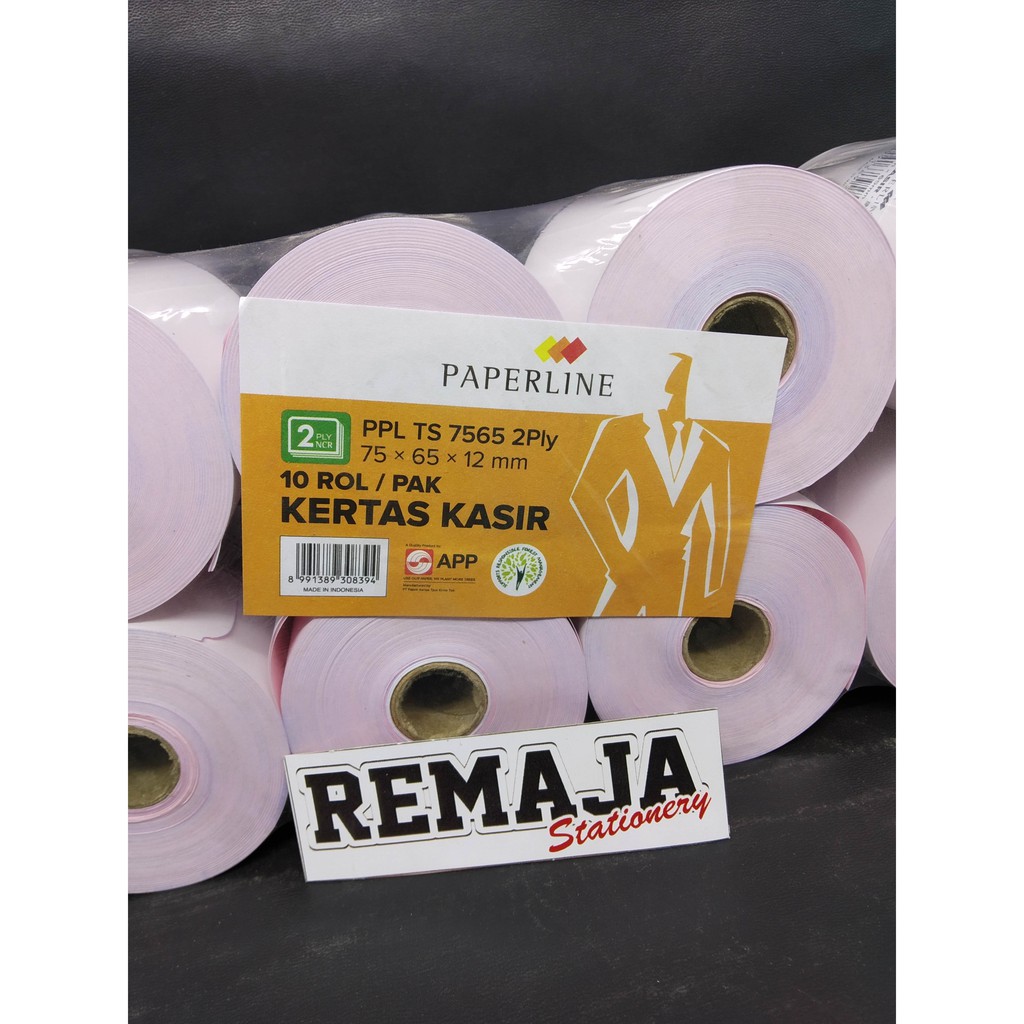 PAPERLINE
2 PLY NCR
PPL TS 7565 2Ply
75 × 65 × 12 mm
10 ROL / PAK
KERTAS KASIR
8 991389 308394
MADE IN INDONESIA
APP
REMAJA
Stationery